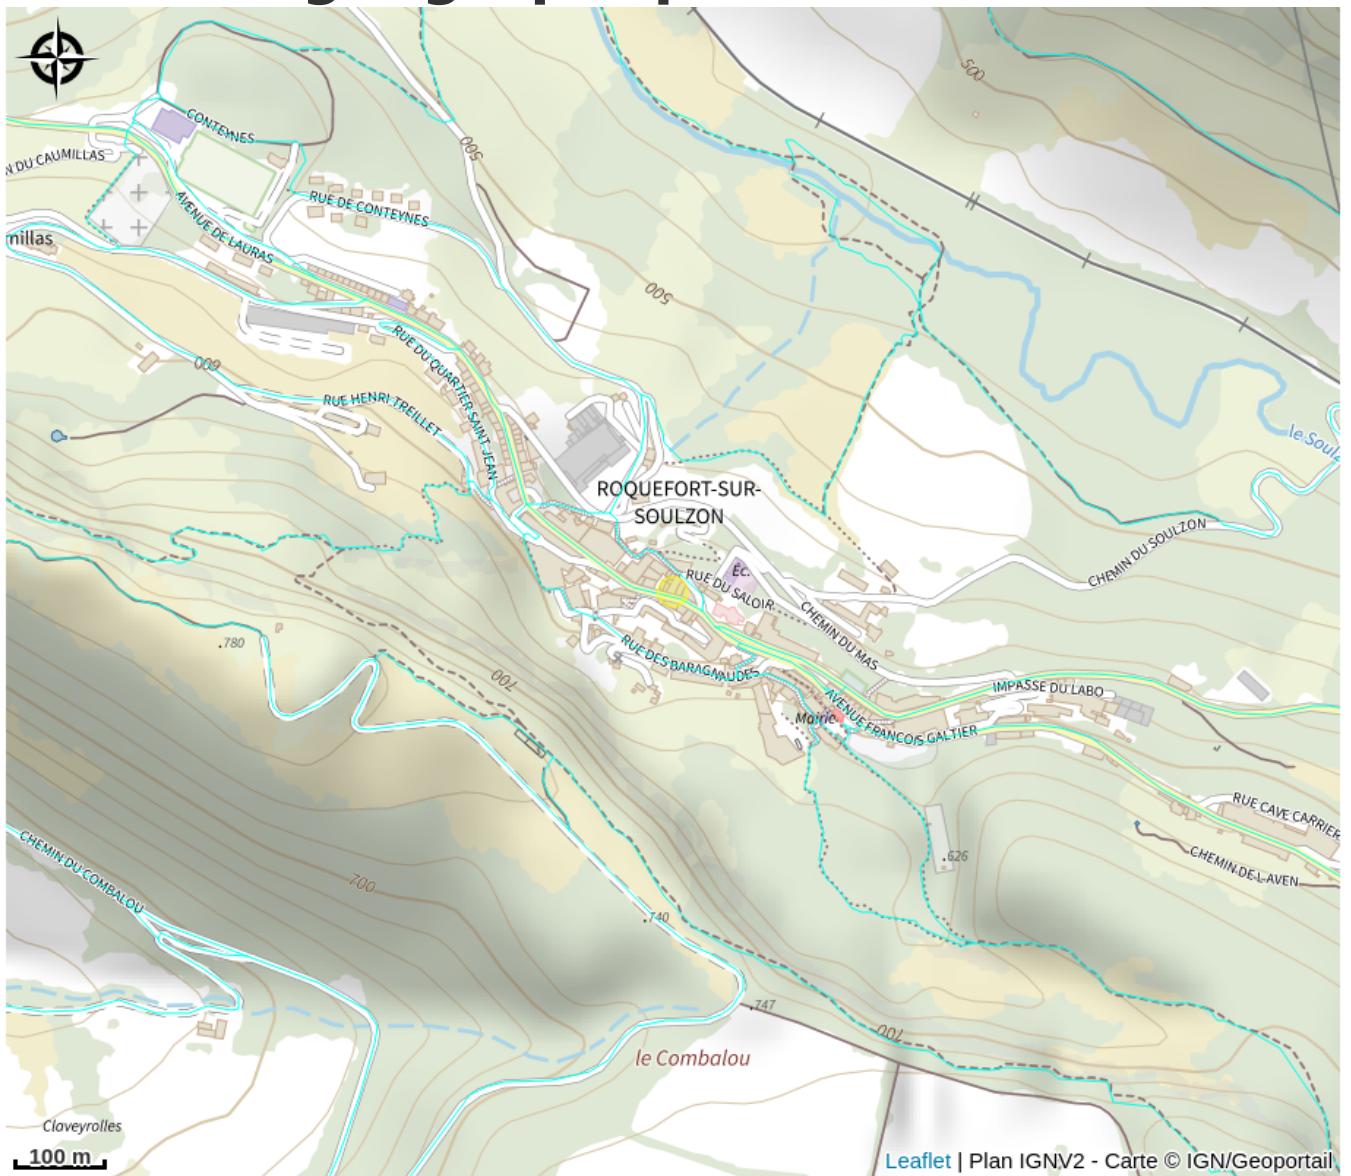 500
CONTEYNES
500
N DU CAUMILLAS
AVENUE DE LAURAS
RUE DE CONTEYNES
millas
500
RUE DU QUARTIER SAINT-JEAN
600
RUE HENRI TREILLET
le Soulz
ROQUEFORT-SUR-
SOULZON
CHEMIN DU SOULZON
Éc.
RUE DU SALOIR
CHEMIN DU MAS
.780
RUE DES BARAGNAUDES
700
IMPASSE DU LABO
AVENUE FRANCOIS GALTIER
Mairie
RUE CAVE CARRIER
CHEMIN DE L AVEN
CHEMIN DU COMBALOU
.626
700
.740
.747
700
le Combalou
Claveyrolles
100 m
Leaflet | Plan IGNV2 - Carte © IGN/Geoportail